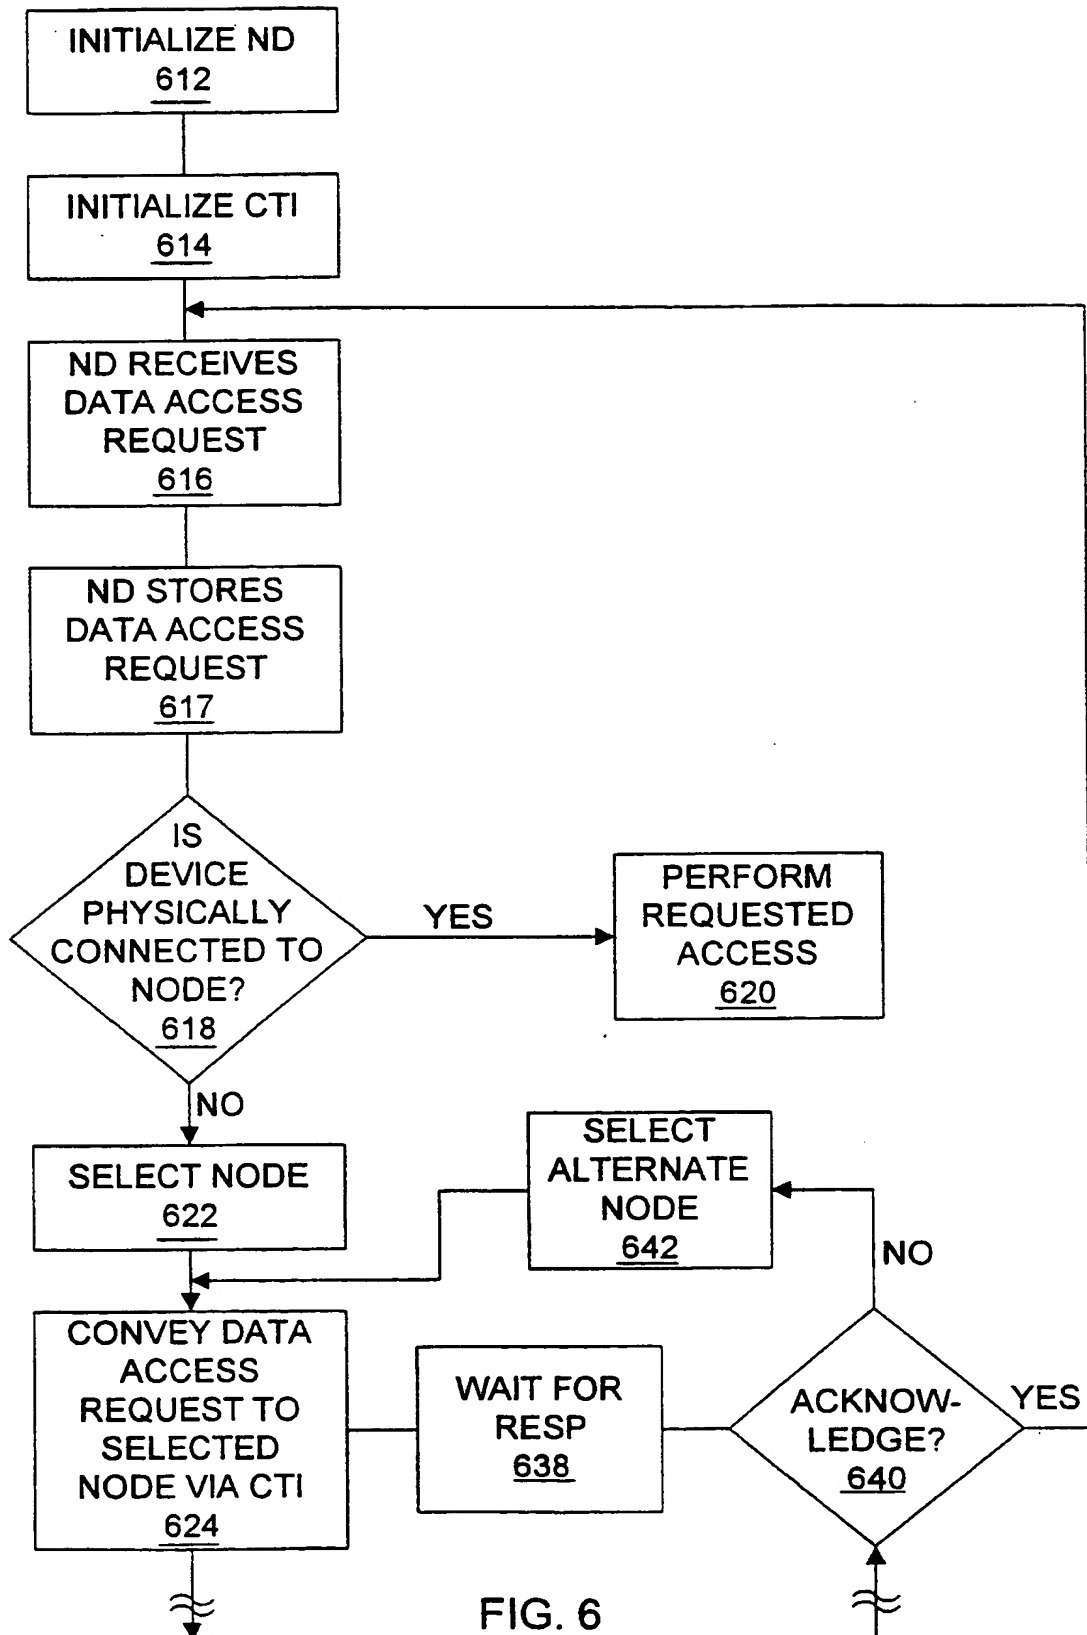 INITIALIZE ND
612
INITIALIZE CTI
614
ND RECEIVES
DATA ACCESS
REQUEST
616
ND STORES
DATA ACCESS
REQUEST
617
IS
DEVICE
PHYSICALLY
CONNECTED TO
NODE?
618
YES
PERFORM
REQUESTED
ACCESS
620
NO
SELECT NODE
622
SELECT
ALTERNATE
NODE
642
NO
CONVEY DATA
ACCESS
REQUEST TO
SELECTED
NODE VIA CTI
624
WAIT FOR
RESP
638
ACKNOW-
LEDGE?
640
YES
FIG. 6